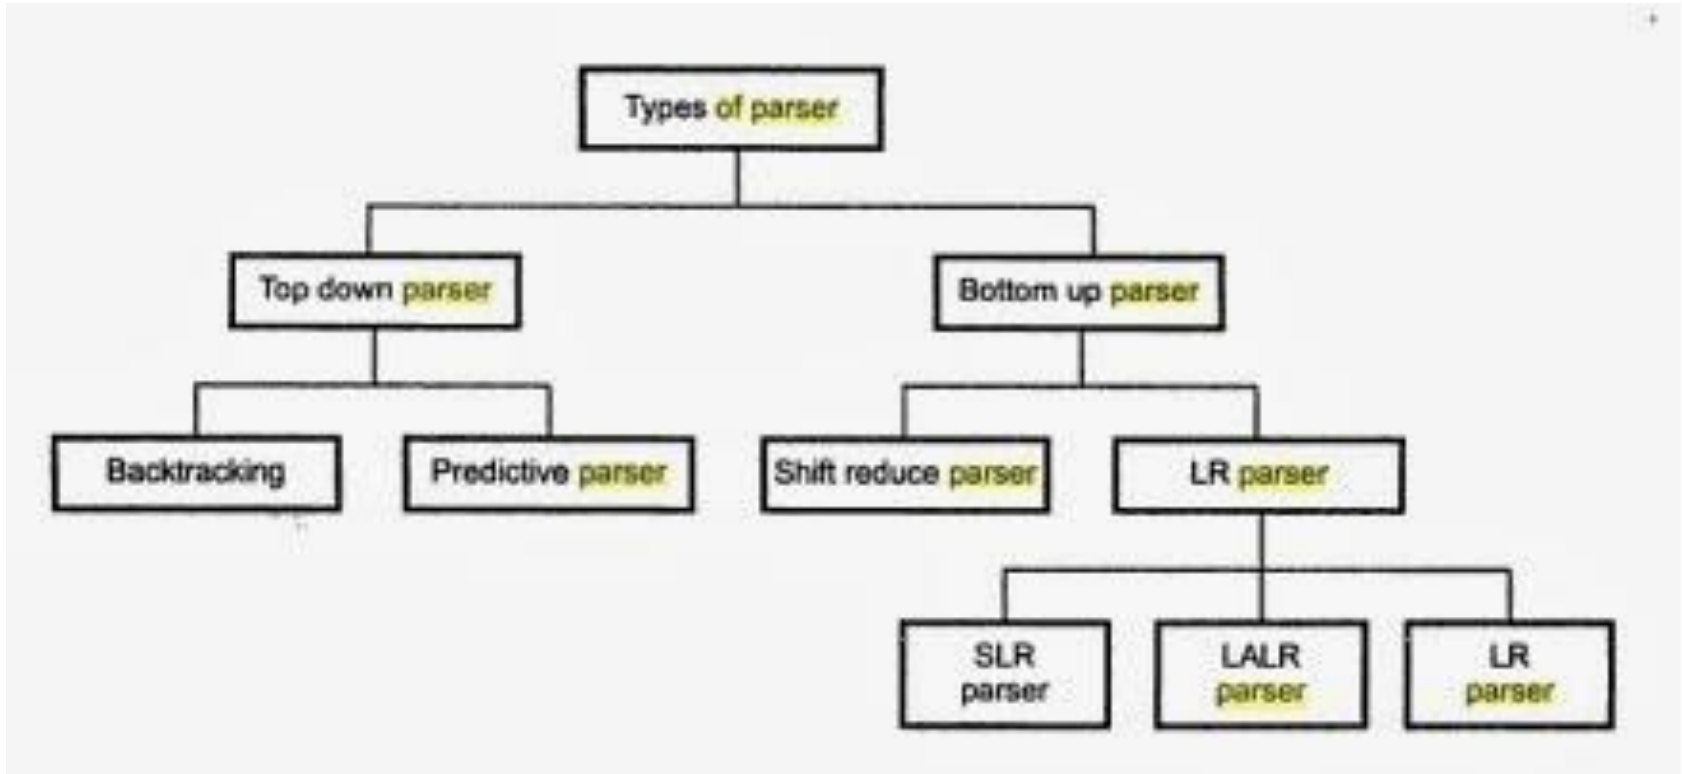 Types of parser
Top down parser
Bottom up parser
Backtracking
Predictive parser
Shift reduce parser
LR parser
SLR
parser
LALR
parser
LR
parser